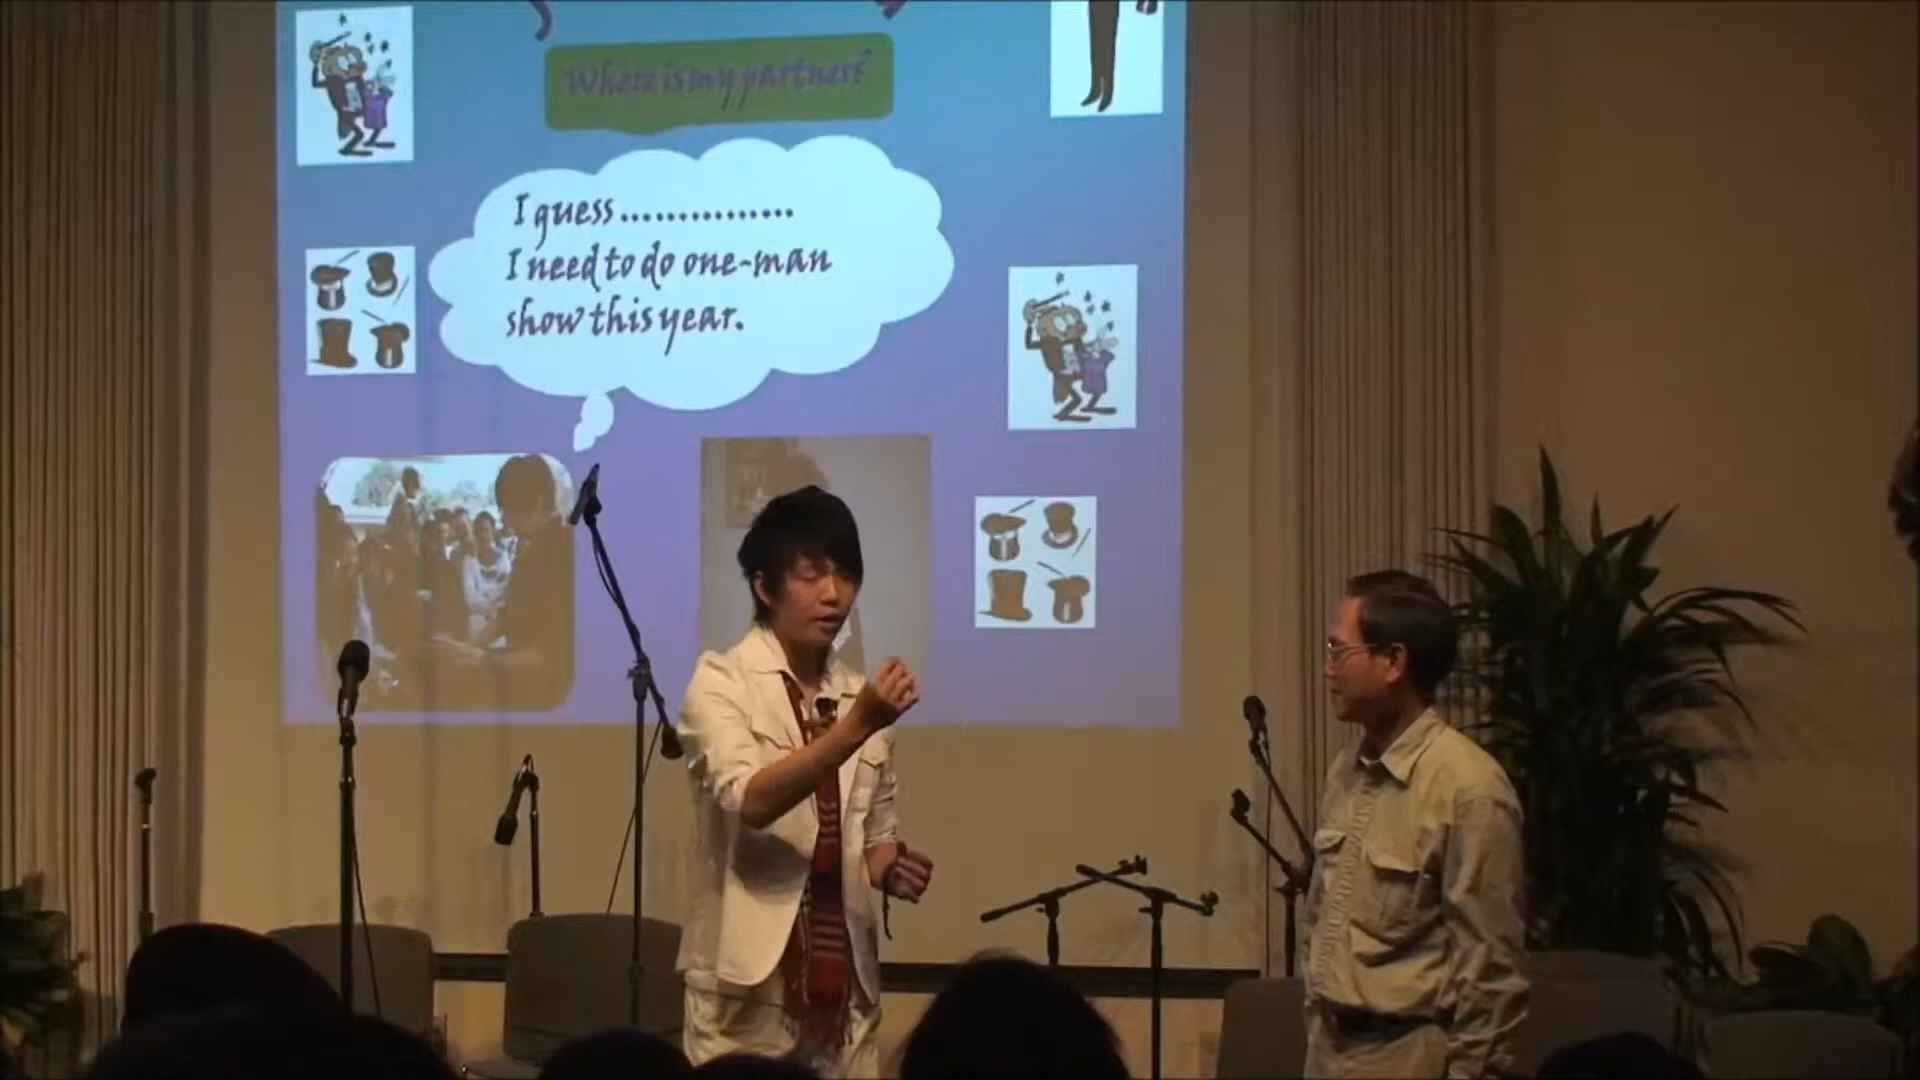 Where is my partner?
I guess...............
I need to do one-man
show this year.